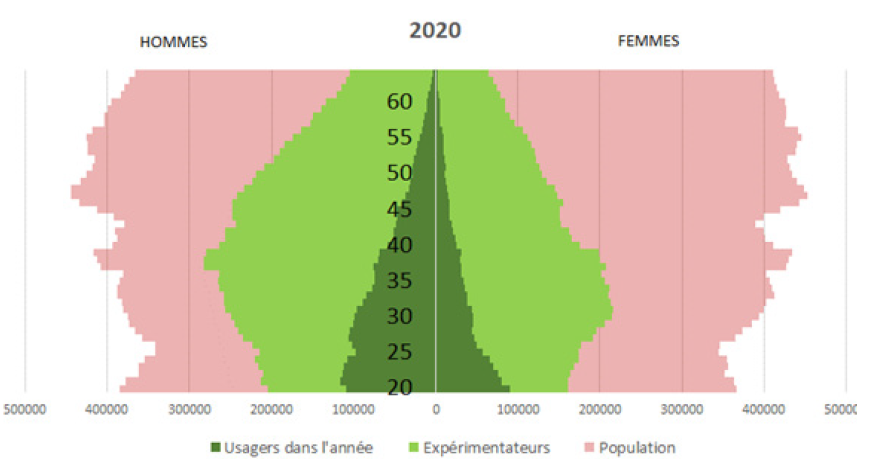 2020
HOMMES
FEMMES
60
55
50
45
40
35
30
25
20
500000 400000 300000 200000 100000 0 100000 200000 300000 400000 50000
Usagers dans l'année Expérimentateurs Population